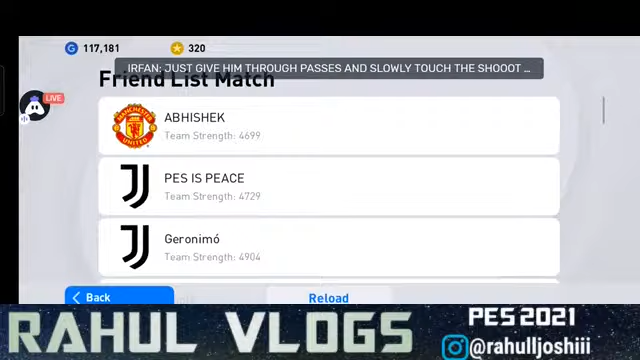 117,181
320
IRFAN: JUST GIVE HIM THROUGH PASSES AND SLOWLY TOUCH THE SHOOOT ...
Friend List Match
LIVE
MANCHESTER
UNITED
ABHISHEK
Team Strength: 4699
PES IS PEACE
Team Strength: 4729
Geronimó
Team Strength: 4904
Back
Reload
RAHUL VLOGS
PES 2021
@rahulljoshiii